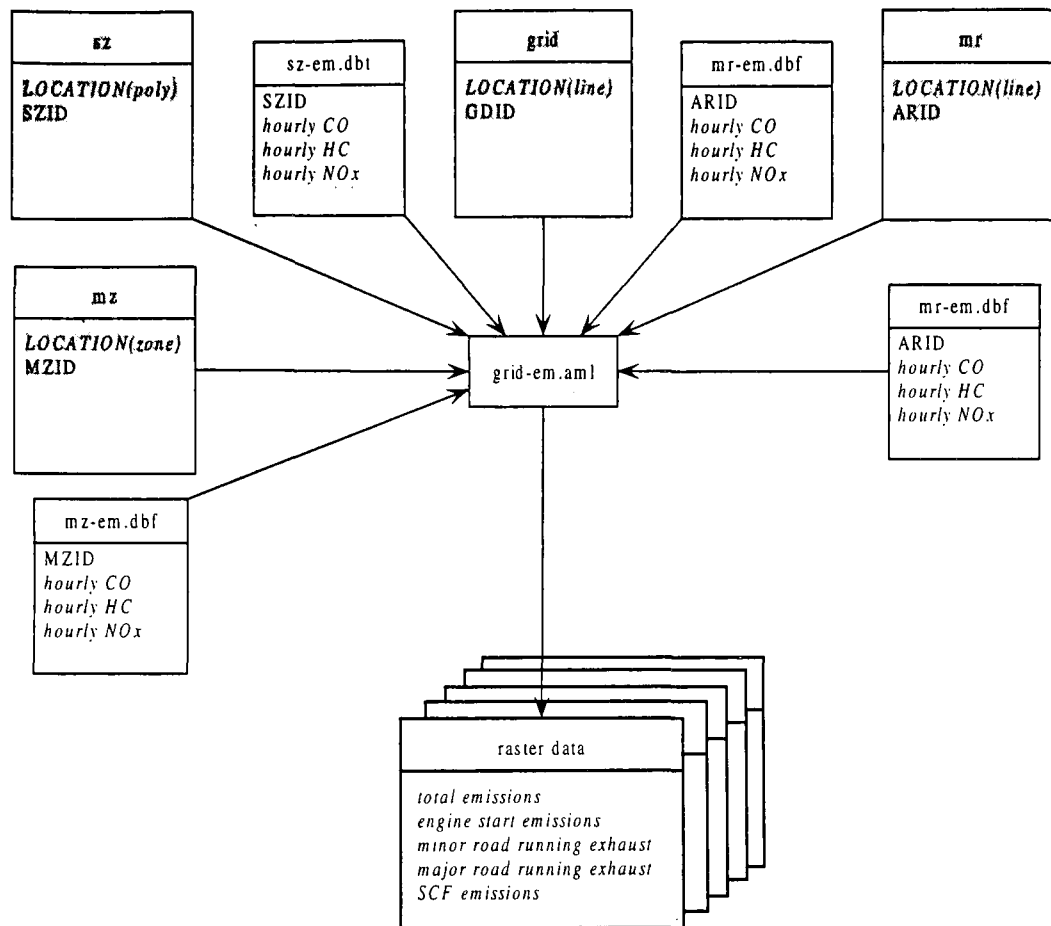 sz
LOCATION(poly)
SZID
sz-em.dbt
SZID
hourly CO
hourly HC
hourly NOx
grid
LOCATION(line)
GDID
mr-em.dbf
ARID
hourly CO
hourly HC
hourly NOx
mr
LOCATION(line)
ARID
mz
LOCATION(zone)
MZID
grid-em.aml
mr-em.dbf
ARID
hourly CO
hourly HC
hourly NOx
mz-em.dbf
MZID
hourly CO
hourly HC
hourly NOx
raster data
total emissions
engine start emissions
minor road running exhaust
major road running exhaust
SCF emissions